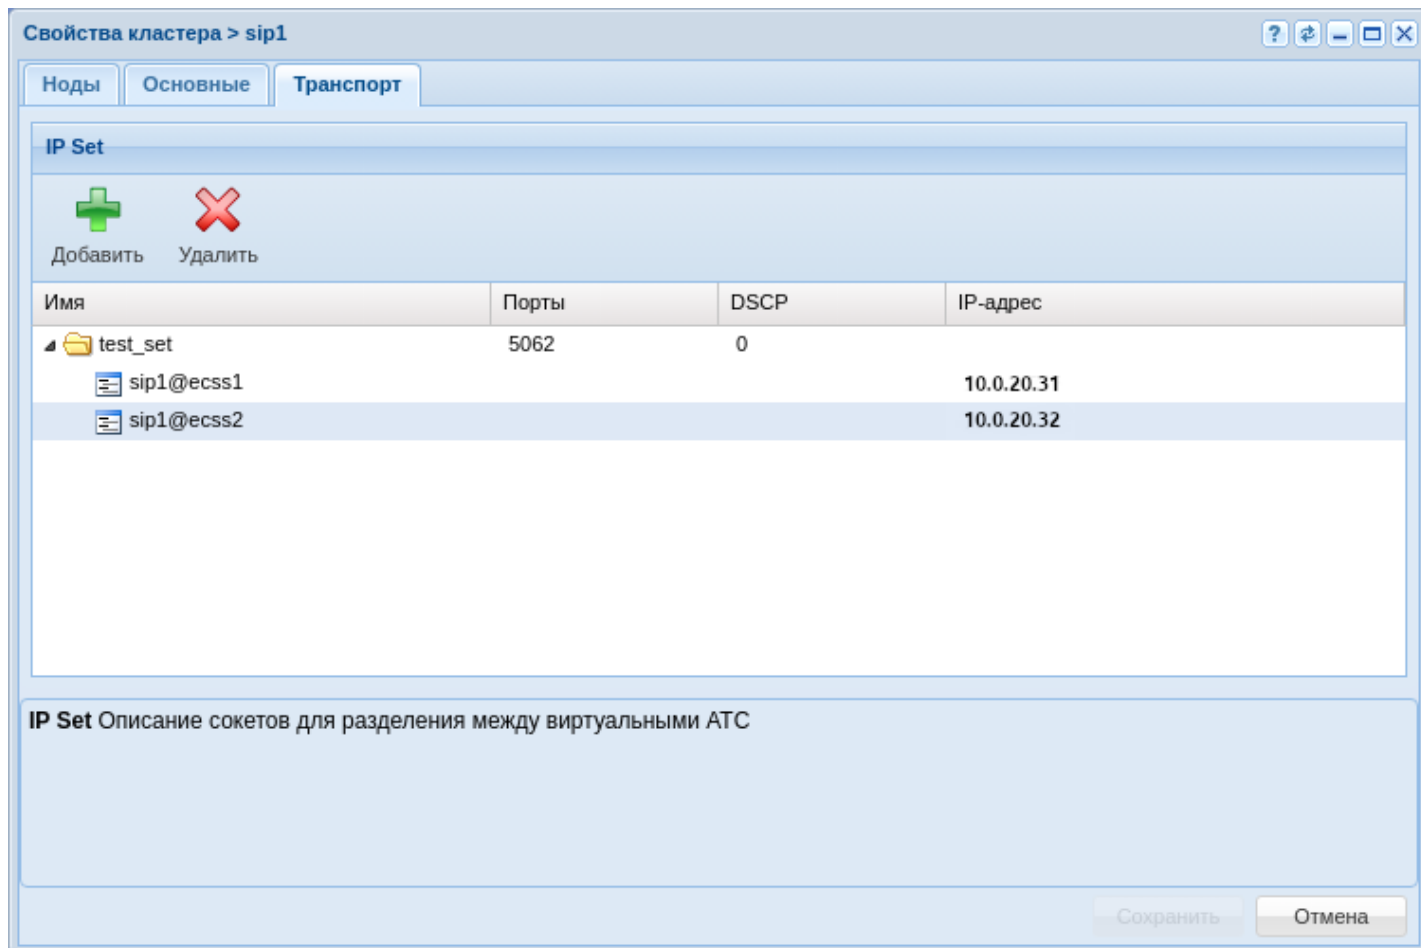 Свойства кластера > sip1
Ноды Основные Транспорт
IP Set
Добавить Удалить
Имя Порты DSCP IP-адрес
test_set 5062 0
sip1@ecss1 10.0.20.31
sip1@ecss2 10.0.20.32
IP Set Описание сокетов для разделения между виртуальными АТС
Сохранить Отмена